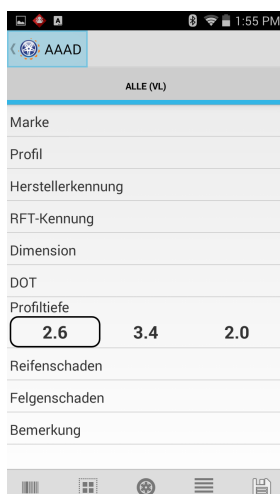 1:55 PM
AAAD
ALLE (VL)
Marke
Profil
Herstellerkennung
RFT-Kennung
Dimension
DOT
Profiltiefe
2.6 3.4 2.0
Reifenschaden
Felgenschaden
Bemerkung